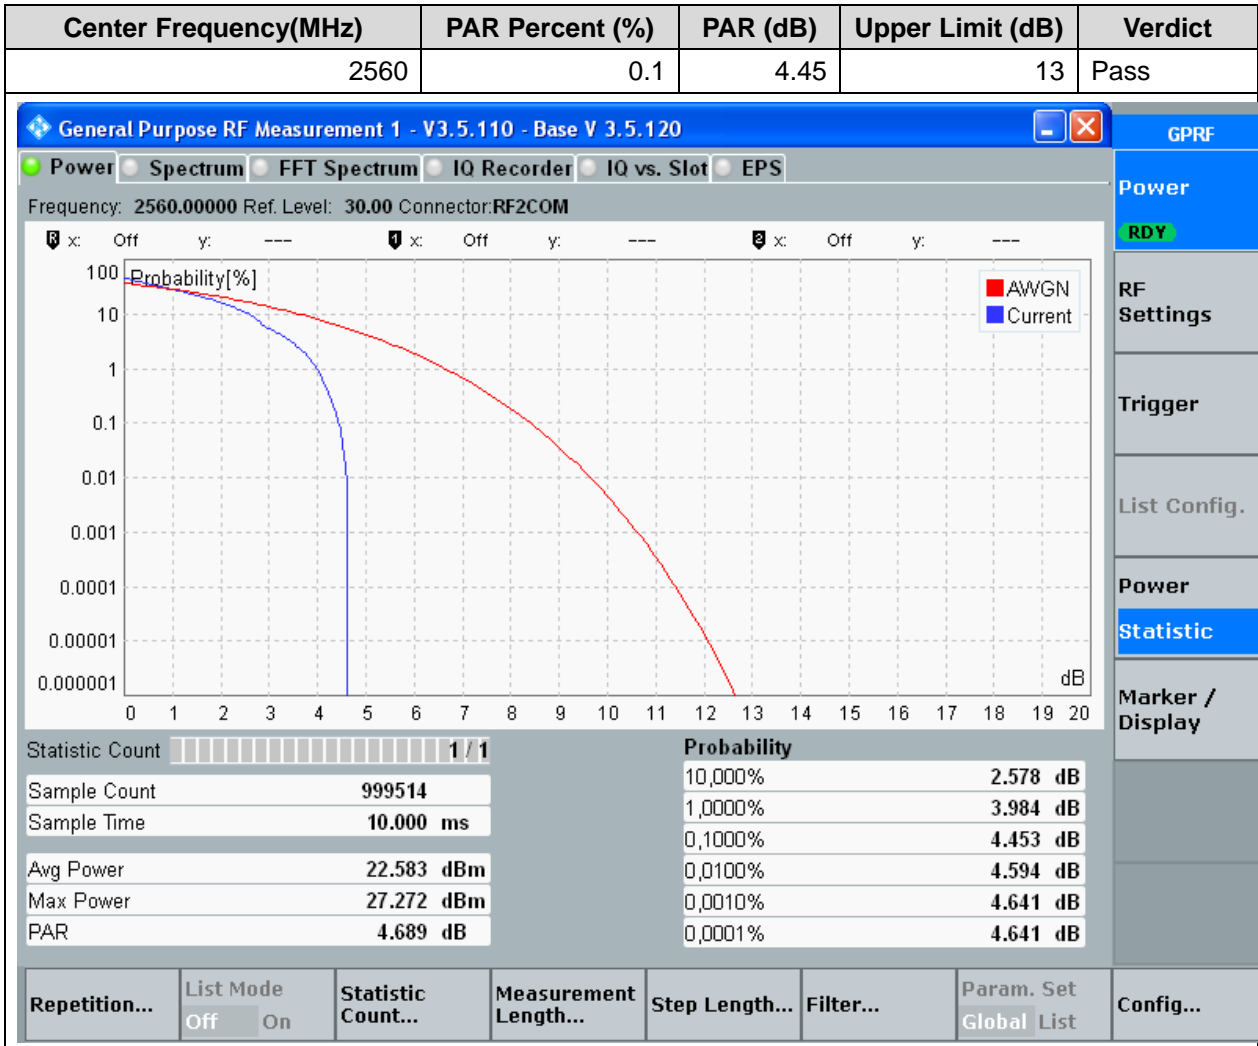 Center Frequency(MHz) PAR Percent (%) PAR (dB) Upper Limit (dB) Verdict
2560 0.1 4.45 13 Pass
General Purpose RF Measurement 1 - V3.5.110 - Base V 3.5.120
GPRF
Power Spectrum FFT Spectrum IQ Recorder IQ vs. Slot EPS
Frequency: 2560.00000 Ref. Level: 30.00 Connector:RF2COM
R x: Off y: --- 1 x: Off y: --- 2 x: Off y: ---
Probability[%]
AWGN
Current
100
10
1
0.1
0.01
0.001
0.0001
0.00001
0.000001
dB
0 1 2 3 4 5 6 7 8 9 10 11 12 13 14 15 16 17 18 19 20
Statistic Count 1 / 1
Sample Count 999514
Sample Time 10.000 ms
Avg Power 22.583 dBm
Max Power 27.272 dBm
PAR 4.689 dB
Probability
10,000% 2.578 dB
1,0000% 3.984 dB
0,1000% 4.453 dB
0,0100% 4.594 dB
0,0010% 4.641 dB
0,0001% 4.641 dB
Power
RDY
RF
Settings
Trigger
List Config.
Power
Statistic
Marker /
Display
Repetition...
List Mode
Off On
Statistic
Count...
Measurement
Length...
Step Length...
Filter...
Param. Set
Global List
Config...